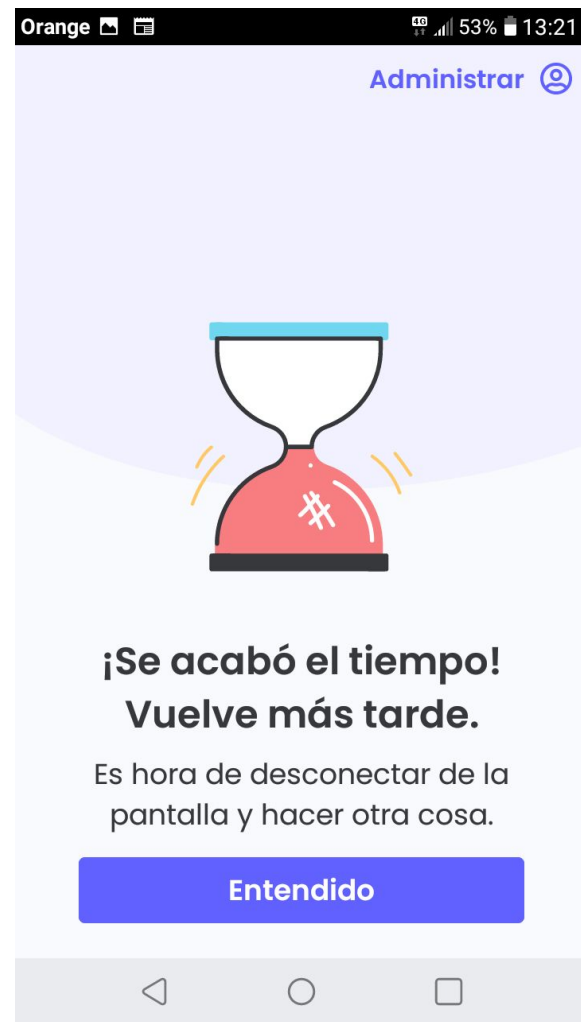 Orange 4G 53% 13:21
Administrar
¡Se acabó el tiempo!
Vuelve más tarde.
Es hora de desconectar de la
pantalla y hacer otra cosa.
Entendido